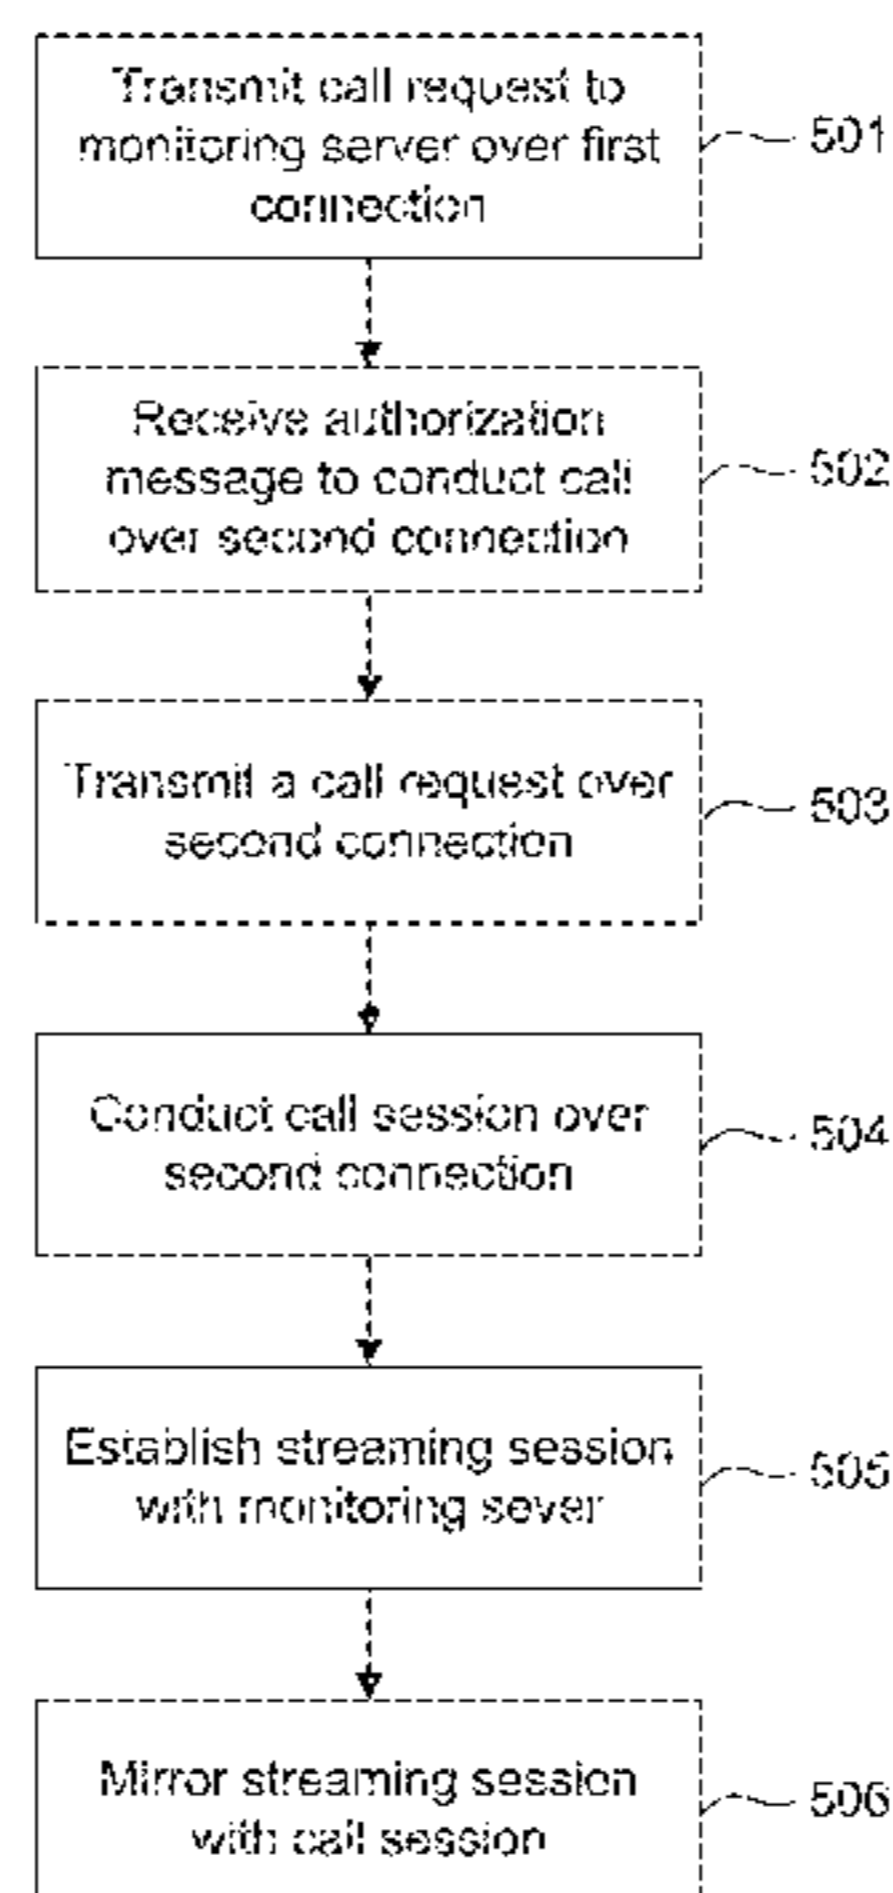 Transmit call request to
monitoring server over first
connection
501
Receive authorization
message to conduct call
over second connection
502
Transmit a call request over
second connection
503
Conduct call session over
second connection
504
Establish streaming session
with monitoring sever
505
Mirror streaming session
with call session
506